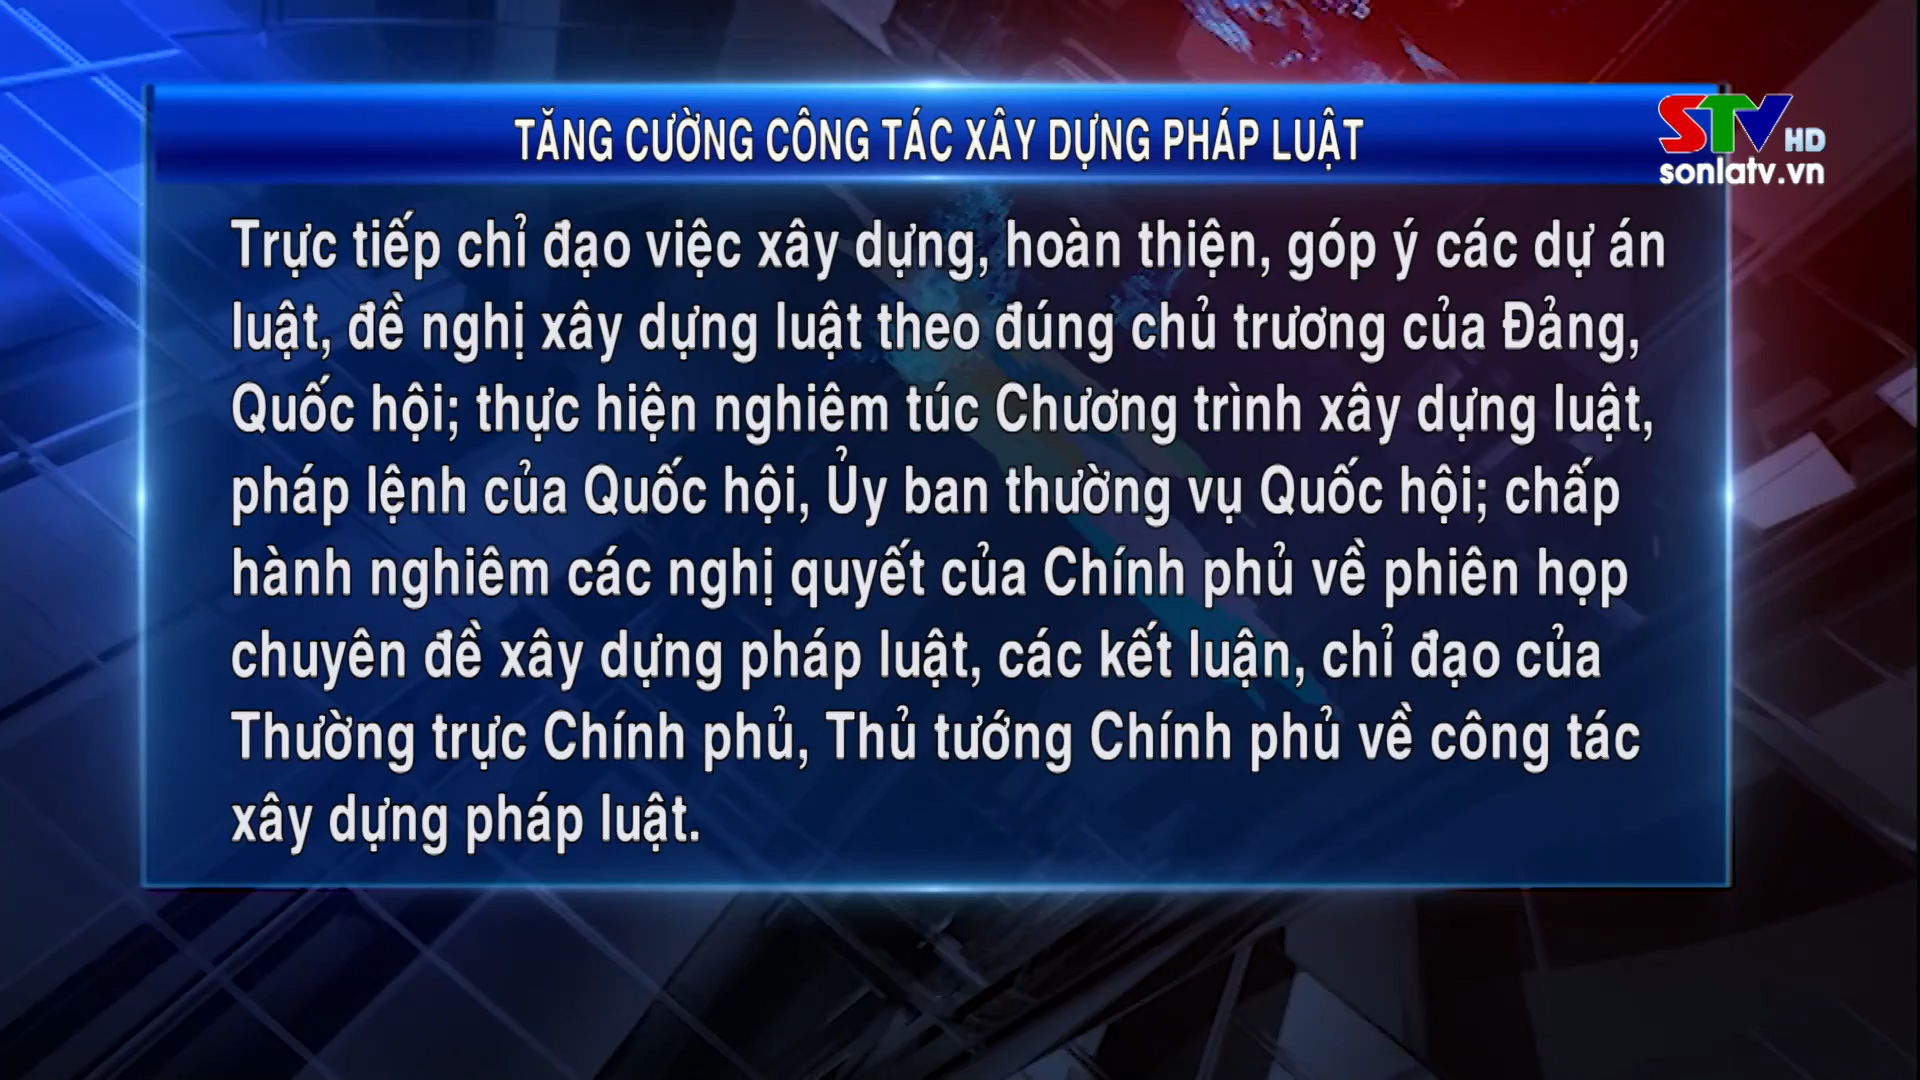 TĂNG CƯỜNG CÔNG TÁC XÂY DỰNG PHÁP LUẬT
STV HD
sonlatv.vn
Trực tiếp chỉ đạo việc xây dựng, hoàn thiện, góp ý các dự án
luật, đề nghị xây dựng luật theo đúng chủ trương của Đảng,
Quốc hội; thực hiện nghiêm túc Chương trình xây dựng luật,
pháp lệnh của Quốc hội, Ủy ban thường vụ Quốc hội; chấp
hành nghiêm các nghị quyết của Chính phủ về phiên họp
chuyên đề xây dựng pháp luật, các kết luận, chỉ đạo của
Thường trực Chính phủ, Thủ tướng Chính phủ về công tác
xây dựng pháp luật.